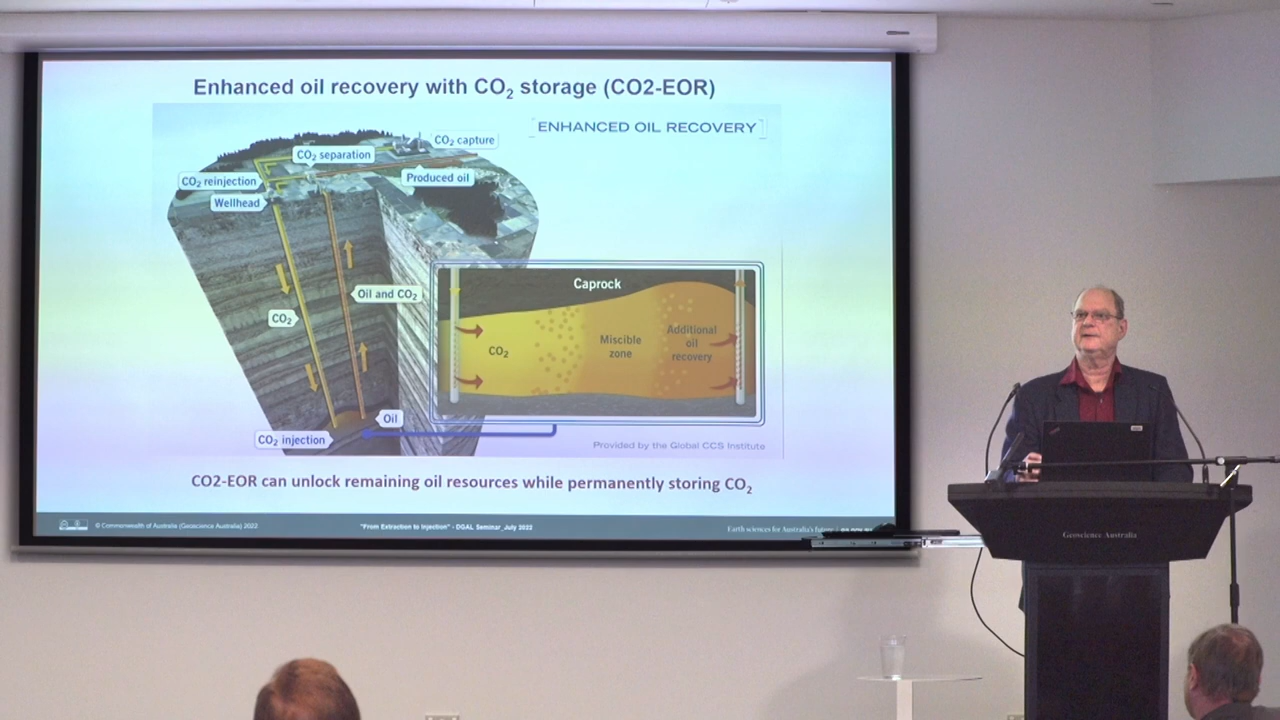 Enhanced oil recovery with CO₂ storage (CO2-EOR)
ENHANCED OIL RECOVERY
CO₂ capture
CO₂ separation
CO₂ reinjection
Produced oil
Wellhead
Oil and CO₂
CO₂
Oil
CO₂ injection
Caprock
CO₂
Miscible
zone
Additional
oil
recovery
Provided by the Global CCS Institute
CO2-EOR can unlock remaining oil resources while permanently storing CO₂
© Commonwealth of Australia (Geoscience Australia) 2022
"From Extraction to Injection" - DGAL Seminar_July 2022
Earth sciences for Australia's future
Geoscience Australia